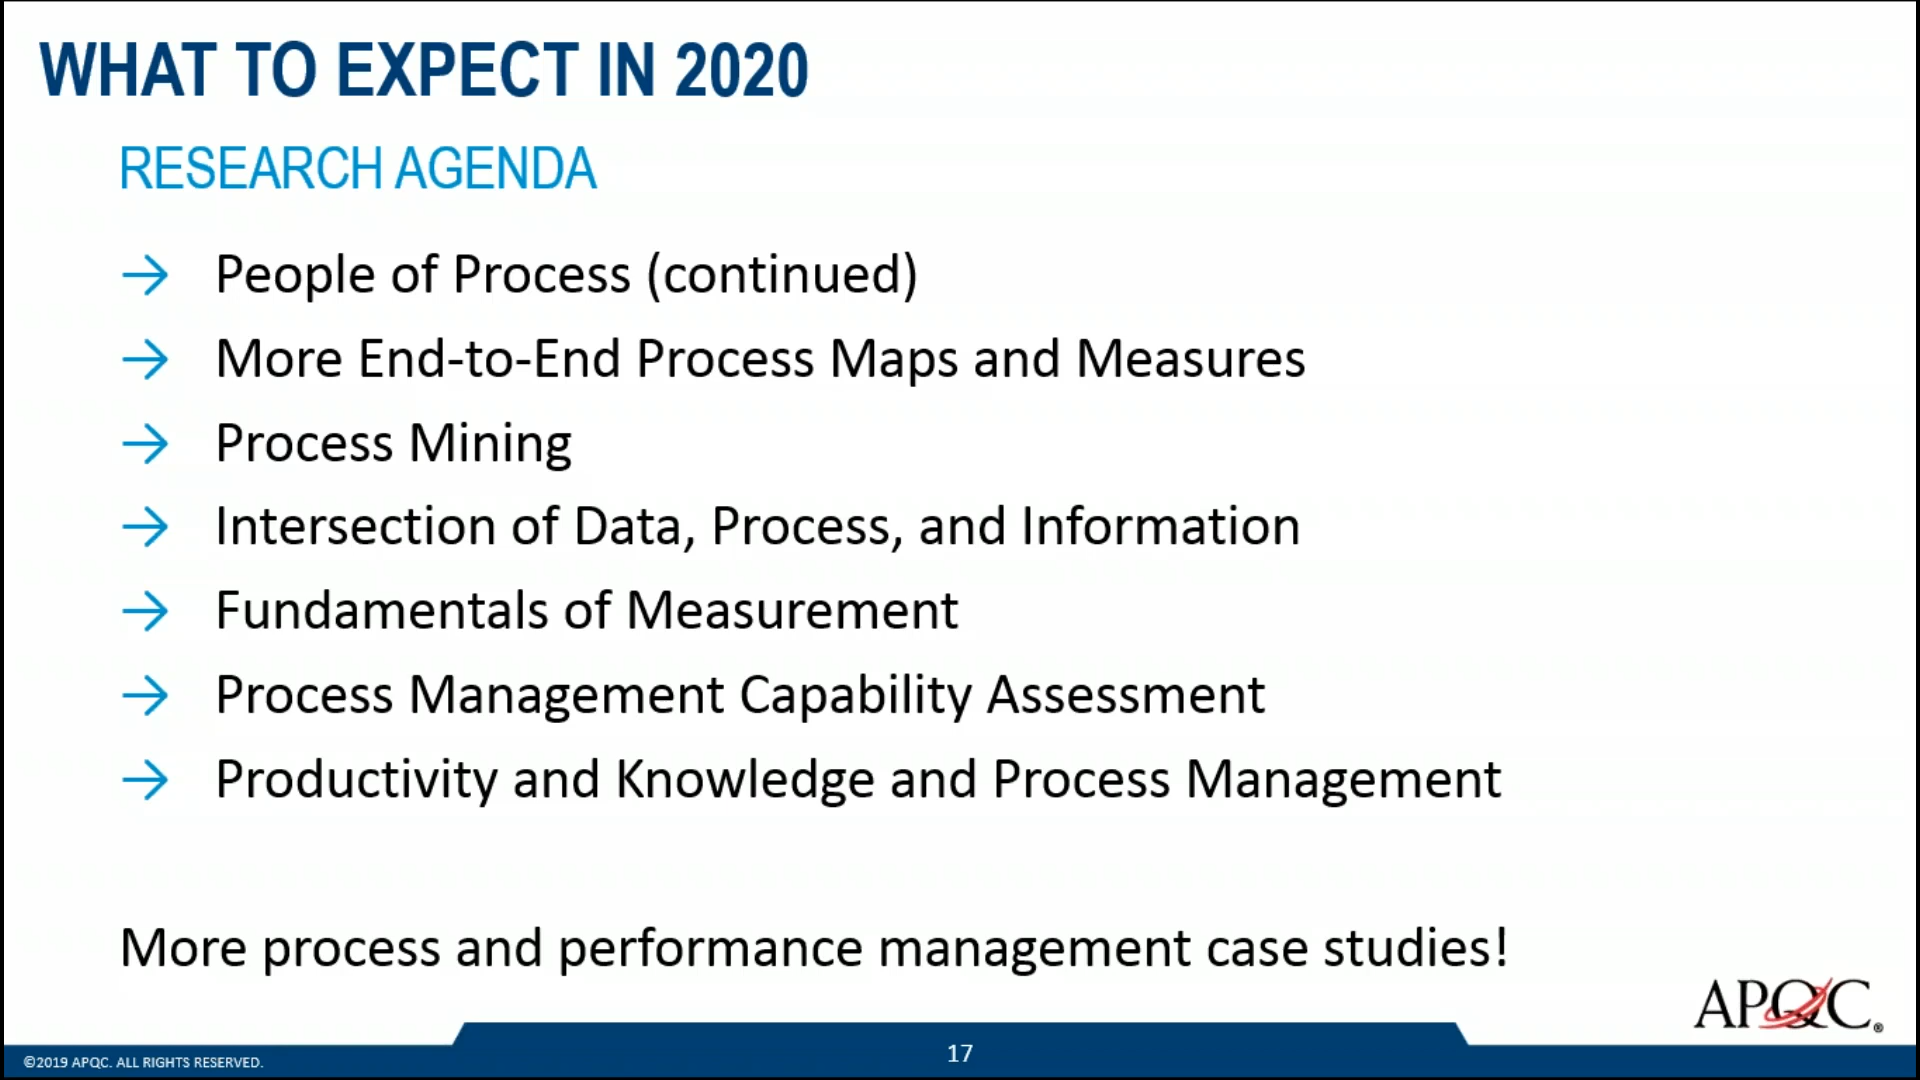 WHAT TO EXPECT IN 2020
RESEARCH AGENDA
→ People of Process (continued)
→ More End-to-End Process Maps and Measures
→ Process Mining
→ Intersection of Data, Process, and Information
→ Fundamentals of Measurement
→ Process Management Capability Assessment
→ Productivity and Knowledge and Process Management
More process and performance management case studies!
APQC®
©2019 APQC. ALL RIGHTS RESERVED.
17